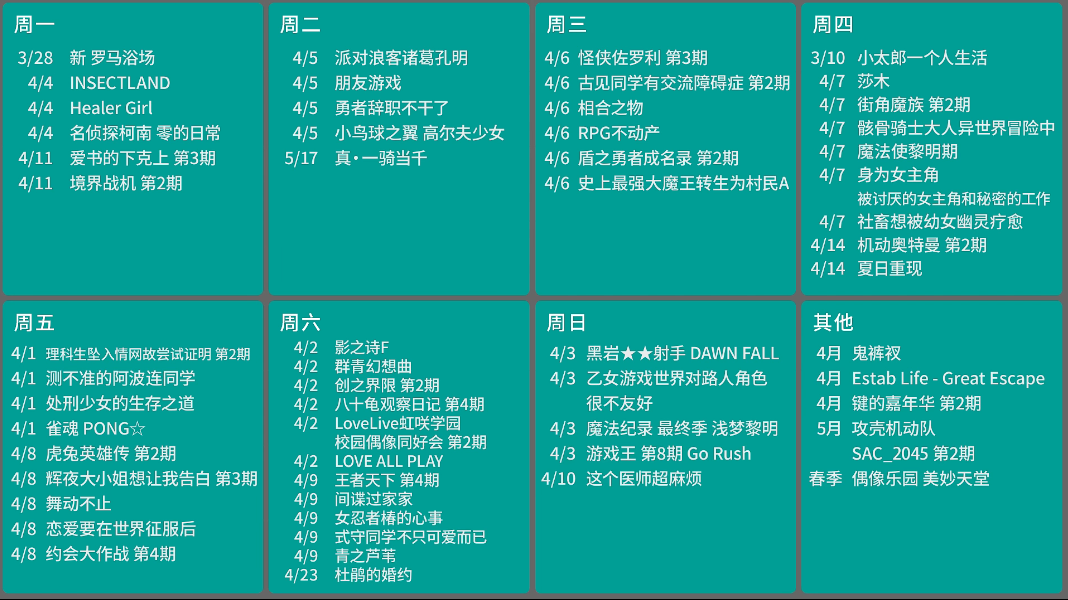 周一
3/28 新 罗马浴场
4/4 INSECTLAND
4/4 Healer Girl
4/4 名侦探柯南 零的日常
4/11 爱书的下克上 第3期
4/11 境界战机 第2期
周二
4/5 派对浪客诸葛孔明
4/5 朋友游戏
4/5 勇者辞职不干了
4/5 小鸟球之翼 高尔夫少女
5/17 真·一骑当千
周三
4/6 怪侠佐罗利 第3期
4/6 古见同学有交流障碍症 第2期
4/6 相合之物
4/6 RPG不动产
4/6 盾之勇者成名录 第2期
4/6 史上最强大魔王转生为村民A
周四
3/10 小太郎一个人生活
4/7 莎木
4/7 街角魔族 第2期
4/7 骸骨骑士大人异世界冒险中
4/7 魔法使黎明期
4/7 身为女主角
被讨厌的女主角和秘密的工作
4/7 社畜想被幼女幽灵疗愈
4/14 机动奥特曼 第2期
4/14 夏日重现
周五
4/1 理科生坠入情网故尝试证明 第2期
4/1 测不准的阿波连同学
4/1 处刑少女的生存之道
4/1 雀魂 PONG☆
4/8 虎兔英雄传 第2期
4/8 辉夜大小姐想让我告白 第3期
4/8 舞动不止
4/8 恋爱要在世界征服后
4/8 约会大作战 第4期
周六
4/2 影之诗F
4/2 群青幻想曲
4/2 创之界限 第2期
4/2 八十龟观察日记 第4期
4/2 LoveLive虹咲学园
校园偶像同好会 第2期
4/2 LOVE ALL PLAY
4/9 王者天下 第4期
4/9 间谍过家家
4/9 女忍者椿的心事
4/9 式守同学不只可爱而已
4/9 青之芦苇
4/23 杜鹃的婚约
周日
4/3 黑岩★★射手 DAWN FALL
4/3 乙女游戏世界对路人角色
很不友好
4/3 魔法纪录 最终季 浅梦黎明
4/3 游戏王 第8期 Go Rush
4/10 这个医师超麻烦
其他
4月 鬼裤衩
4月 Estab Life - Great Escape
4月 键的嘉年华 第2期
5月 攻壳机动队
SAC_2045 第2期
春季 偶像乐园 美妙天堂